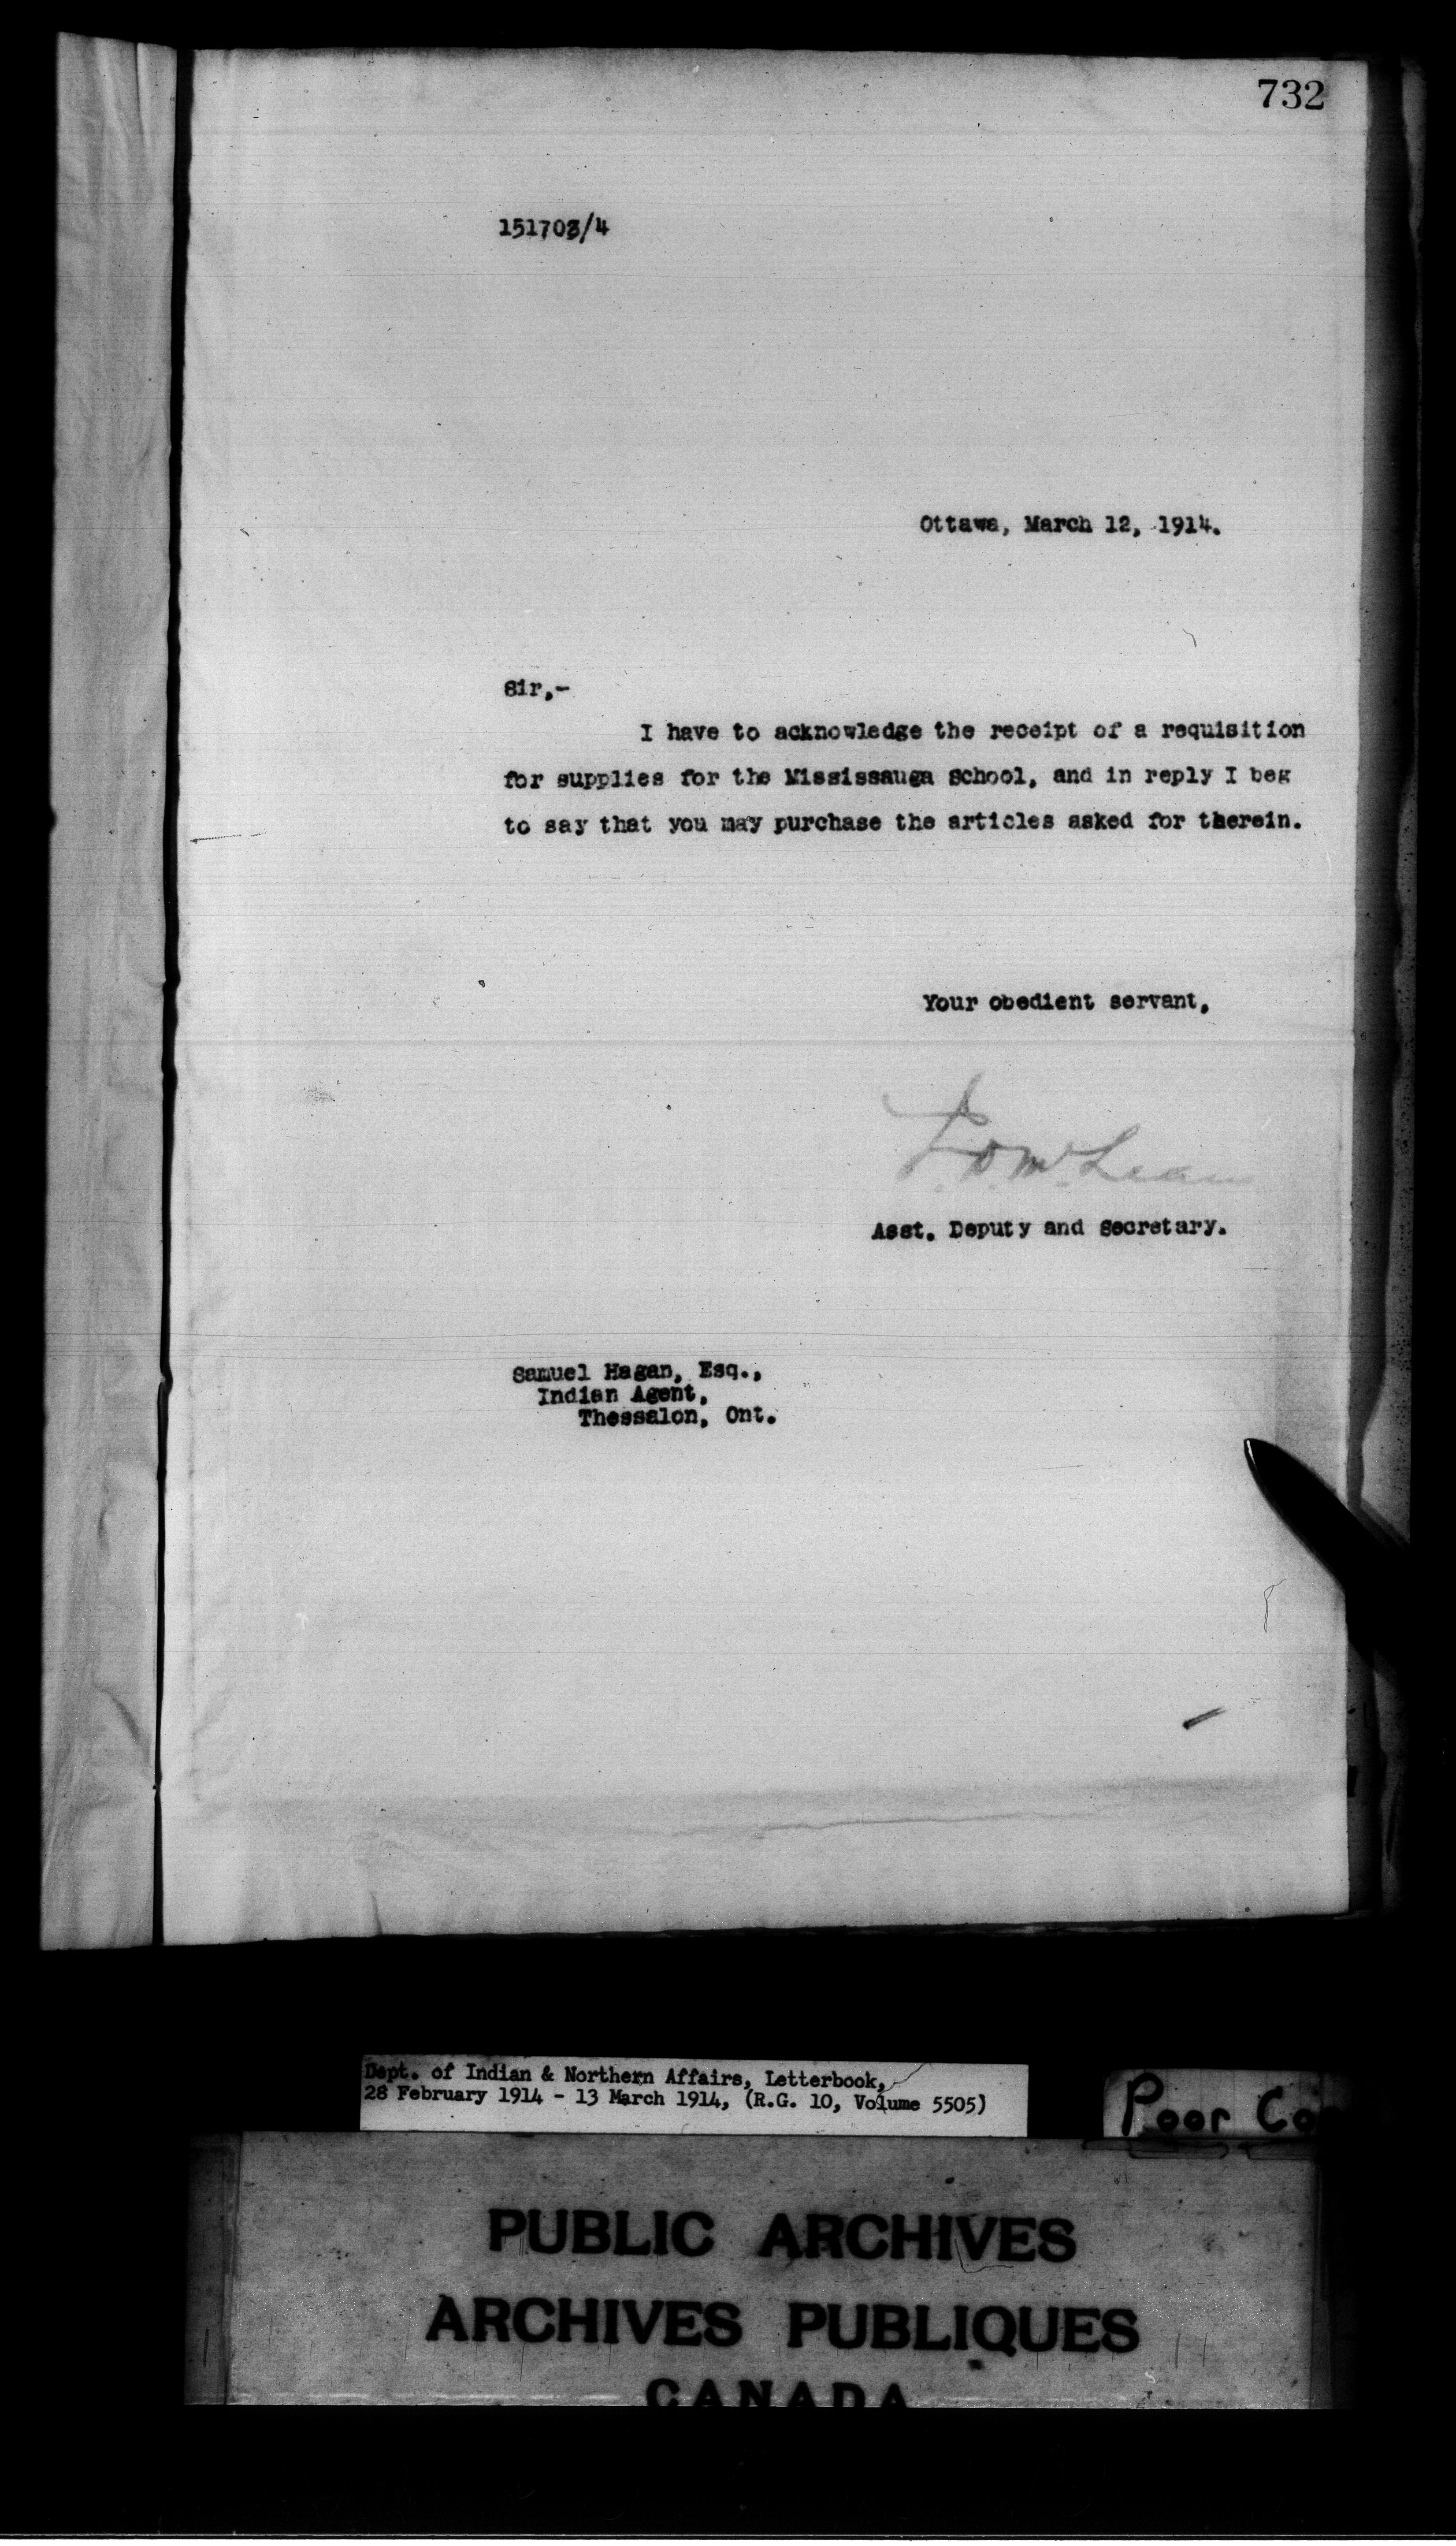 732
151703/4
Ottawa, March 12, 1914.
Sir,-
I have to acknowledge the receipt of a requisition
for supplies for the Mississauga School, and in reply I beg
to say that you may purchase the articles asked for therein.
Your obedient servant,
J. D. McLean
Asst. Deputy and Secretary.
Samuel Hagan, Esq.,
Indian Agent,
Thessalon, Ont.
Dept. of Indian & Northern Affairs, Letterbook,
28 February 1914 - 13 March 1914, (R.G. 10, Volume 5505)
Poor
PUBLIC ARCHIVES
ARCHIVES PUBLIQUES
CANADA